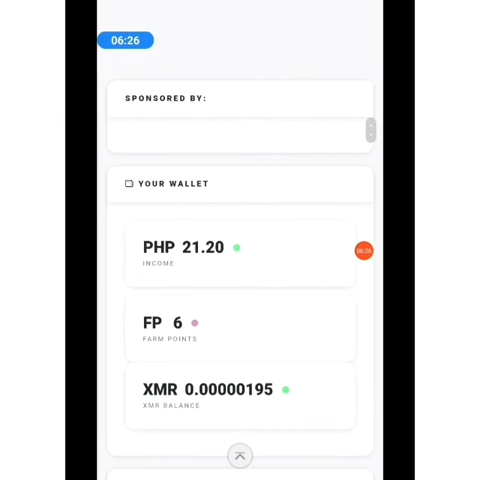 06:26
SPONSORED BY:
YOUR WALLET
PHP 21.20
INCOME
06:26
FP 6
FARM POINTS
XMR 0.00000195
XMR BALANCE